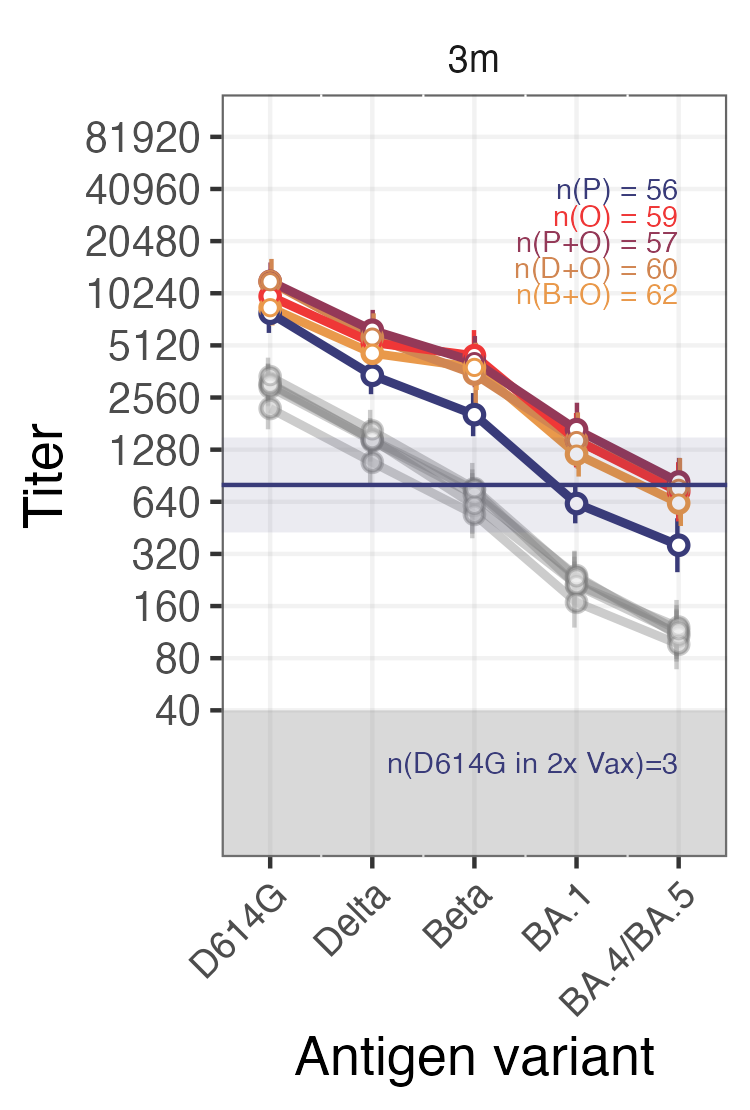 3m
Titer
81920
40960
20480
10240
5120
2560
1280
640
320
160
80
40
n(P) = 56
n(O) = 59
n(P+O) = 57
n(D+O) = 60
n(B+O) = 62
n(D614G in 2x Vax)=3
D614G
Delta
Beta
BA.1
BA.4/BA.5
Antigen variant